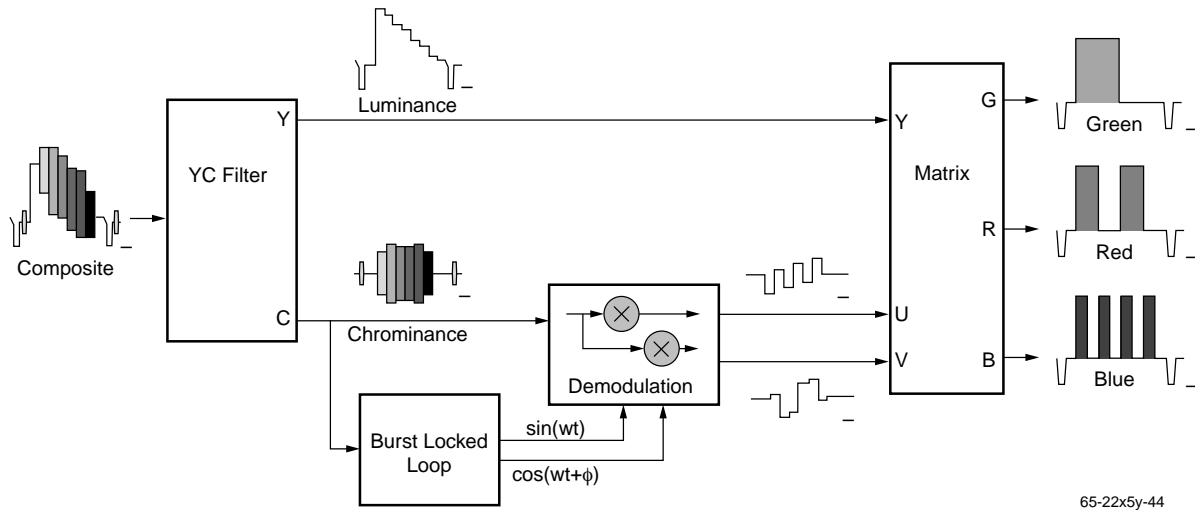 Luminance
Y
YC Filter
C
Composite
Chrominance
Demodulation
Burst Locked
Loop
sin(wt)
cos(wt+ϕ)
Y
U
V
Matrix
G
R
B
Green
Red
Blue
65-22x5y-44